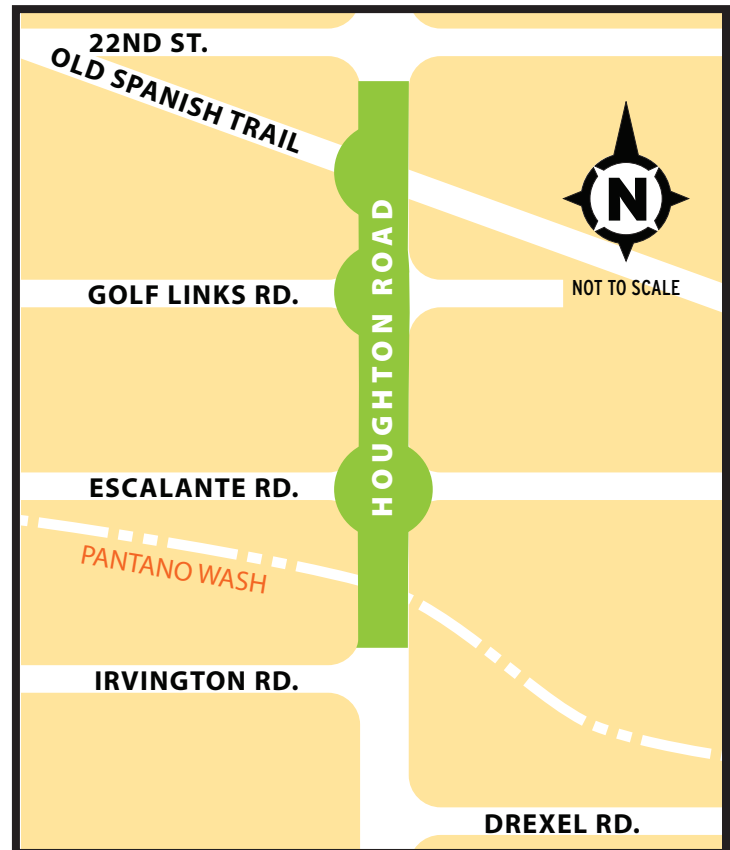 22ND ST.
OLD SPANISH TRAIL
N
NOT TO SCALE
GOLF LINKS RD.
HOUGHTON ROAD
ESCALANTE RD.
PANTANO WASH
IRVINGTON RD.
DREXEL RD.